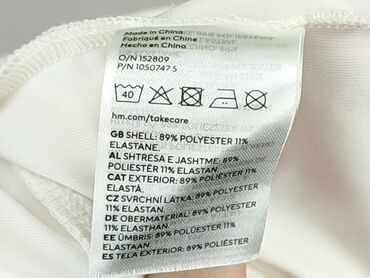 Made in China
Fabriqué en Chine
Hecho en China
O/N 152809
P/N 1050747 S
40
hm.com/takecare
GB SHELL: 89% POLYESTER 11%
ELASTANE.
AL SHTRESA E JASHTME: 89%
POLIESTËR 11% ELASTAN.
CAT EXTERIOR: 89% POLIÈSTER 11%
ELASTÀ.
CZ SVRCHNÍ LÁTKA: 89% POLYESTER
11% ELASTAN.
DE OBERMATERIAL: 89% POLYESTER
11% ELASTHAN.
EE ÜMBRIS: 89% POLÜESTER 11%
ELASTAAN.
ES TELA EXTERIOR: 89% POLIÉSTER